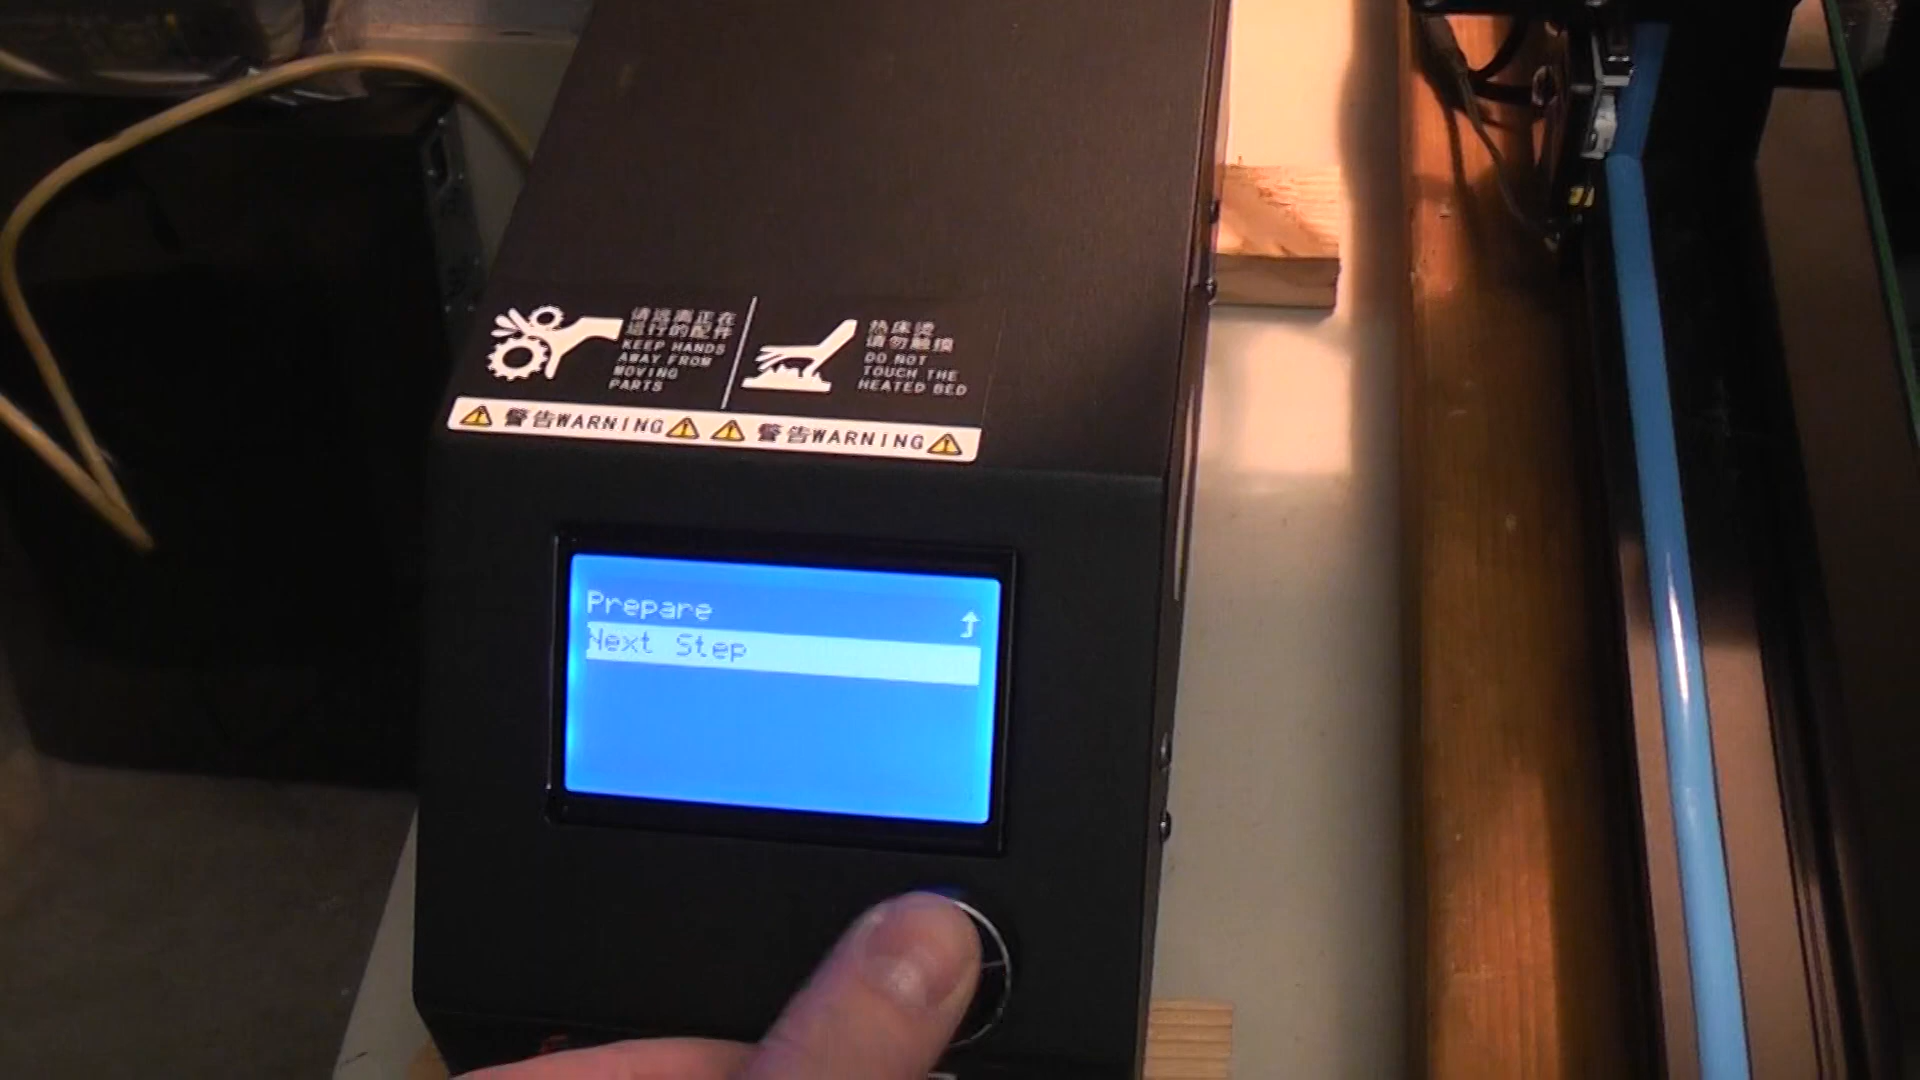 请远离正在
运行的配件
KEEP HANDS
AWAY FROM
MOVING
PARTS
热床烫
请勿触摸
DO NOT
TOUCH THE
HEATED BED
警告WARNING
警告WARNING
Prepare
Next Step